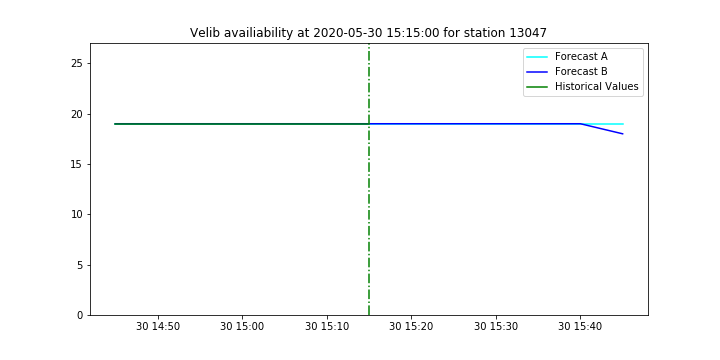 Velib availiability at 2020-05-30 15:15:00 for station 13047
Forecast A
Forecast B
Historical Values
25
20
15
10
5
0
30 14:50 30 15:00 30 15:10 30 15:20 30 15:30 30 15:40